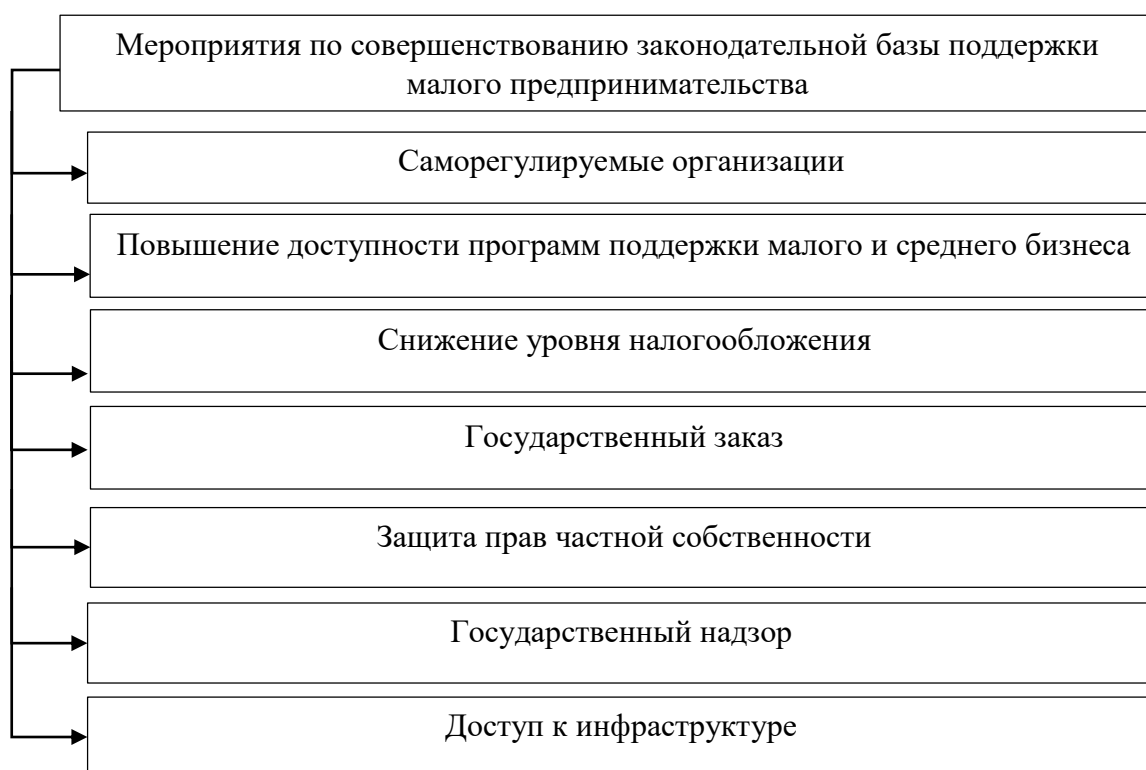 Мероприятия по совершенствованию законодательной базы поддержки
малого предпринимательства
Саморегулируемые организации
Повышение доступности программ поддержки малого и среднего бизнеса
Снижение уровня налогообложения
Государственный заказ
Защита прав частной собственности
Государственный надзор
Доступ к инфраструктуре